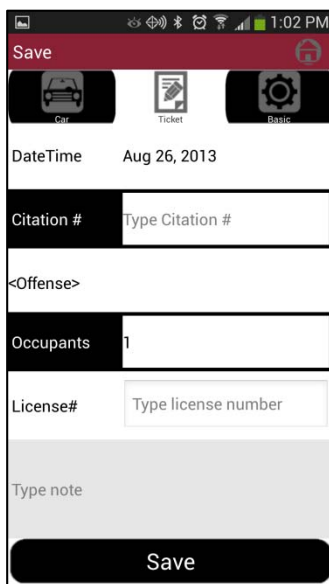 1:02 PM
Save
Car Ticket Basic
DateTime Aug 26, 2013
Citation # Type Citation #
<Offense>
Occupants 1
License# Type license number
Type note
Save